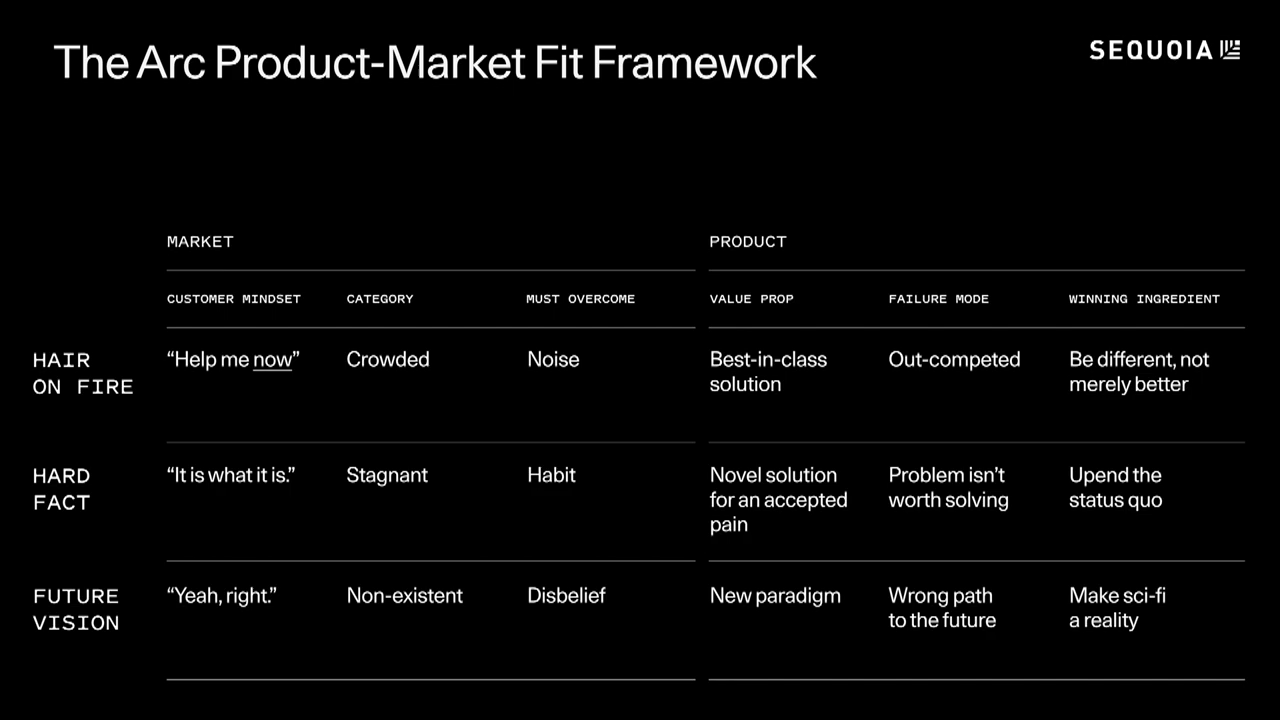 The Arc Product-Market Fit Framework
SEQUOIA
MARKET
PRODUCT
CUSTOMER MINDSET
CATEGORY
MUST OVERCOME
VALUE PROP
FAILURE MODE
WINNING INGREDIENT
HAIR
ON FIRE
“Help me now”
Crowded
Noise
Best-in-class
solution
Out-competed
Be different, not
merely better
HARD
FACT
“It is what it is.”
Stagnant
Habit
Novel solution
for an accepted
pain
Problem isn’t
worth solving
Upend the
status quo
FUTURE
VISION
“Yeah, right.”
Non-existent
Disbelief
New paradigm
Wrong path
to the future
Make sci-fi
a reality